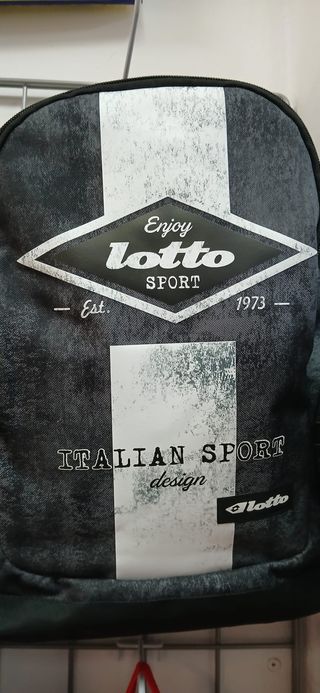 Enjoy
lotto
SPORT
Est. 1973
ITALIAN SPORT
design
lotto